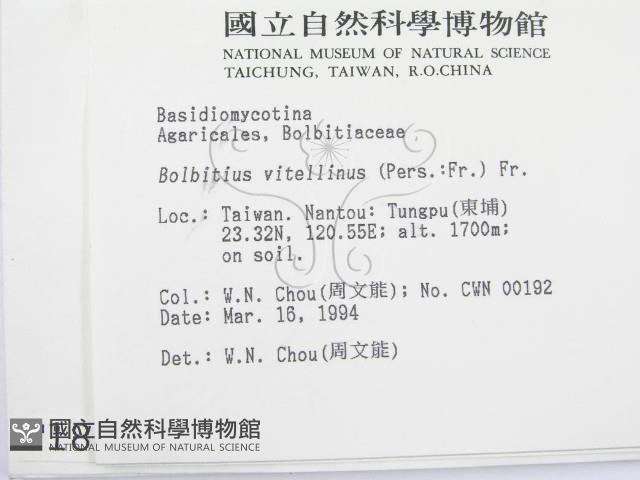 國立自然科學博物館
NATIONAL MUSEUM OF NATURAL SCIENCE
TAICHUNG, TAIWAN, R.O.CHINA
Basidiomycotina
Agaricales, Bolbitiaceae
Bolbitius vitellinus (Pers.:Fr.) Fr.
Loc.: Taiwan. Nantou: Tungpu(東埔)
23.32N, 120.55E; alt. 1700m;
on soil.
Col.: W.N. Chou(周文能); No. CWN 00192
Date: Mar. 16, 1994
Det.: W.N. Chou(周文能)
18
國立自然科學博物館
NATIONAL MUSEUM OF NATURAL SCIENCE